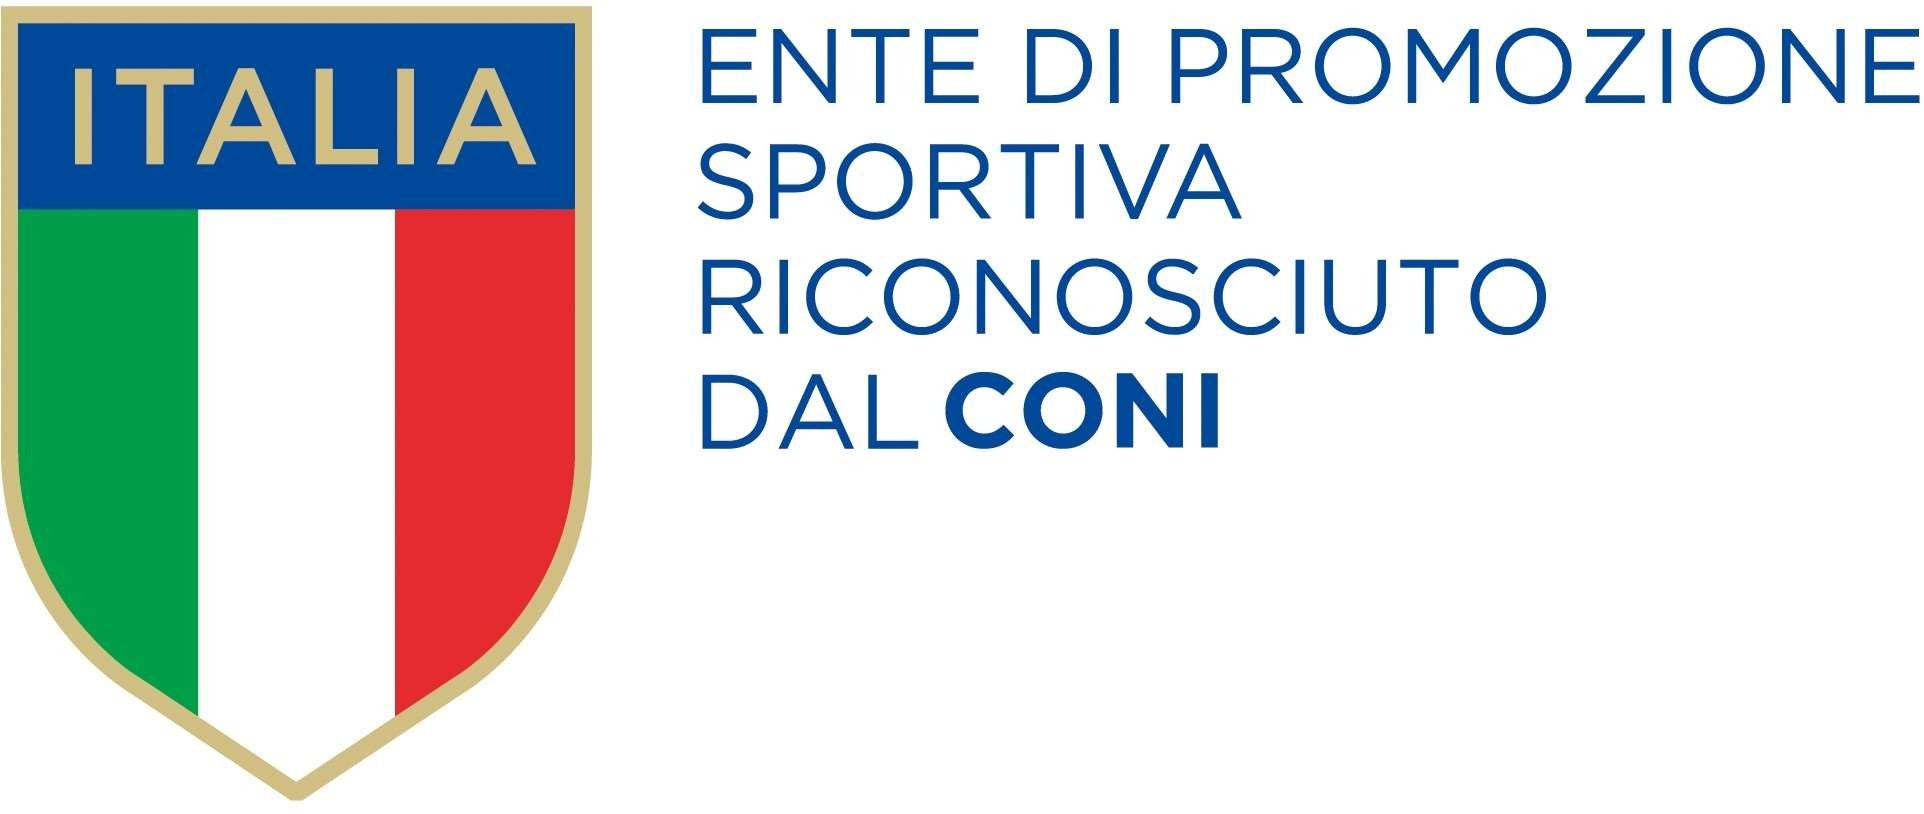 ITALIA
ENTE DI PROMOZIONE
SPORTIVA
RICONOSCIUTO
DAL CONI